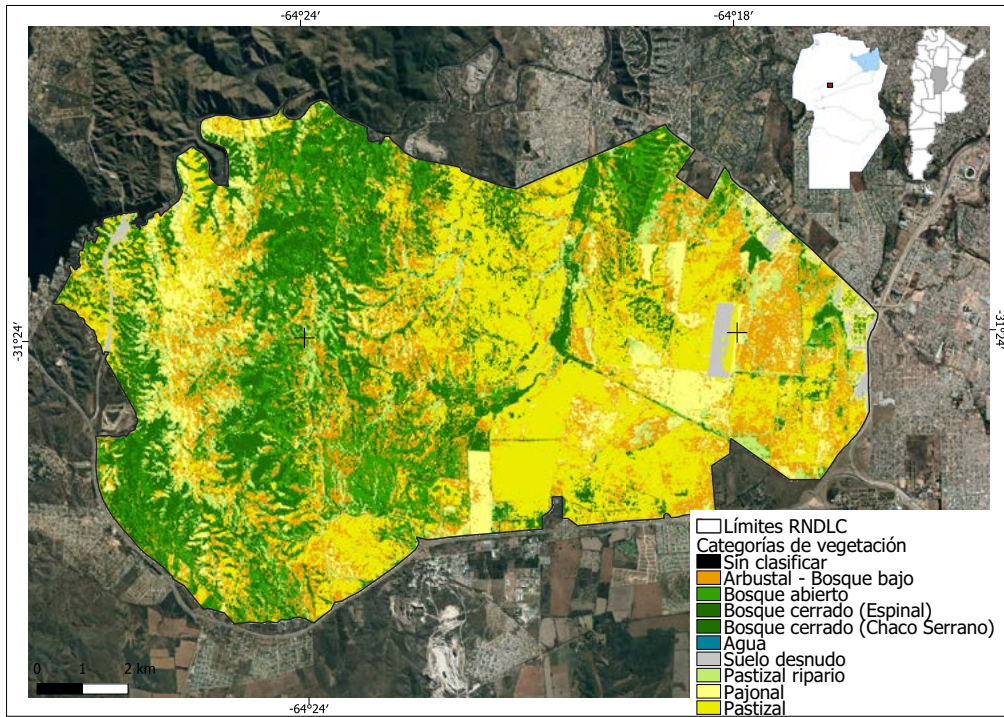 -64°24′
-64°18′
-31°24′
-31°24′
Límites RNDLC
Categorías de vegetación
Sin clasificar
Arbustal - Bosque bajo
Bosque abierto
Bosque cerrado (Espinal)
Bosque cerrado (Chaco Serrano)
Agua
Suelo desnudo
Pastizal ripario
Pajonal
Pastizal
0 1 2 km
-64°24′